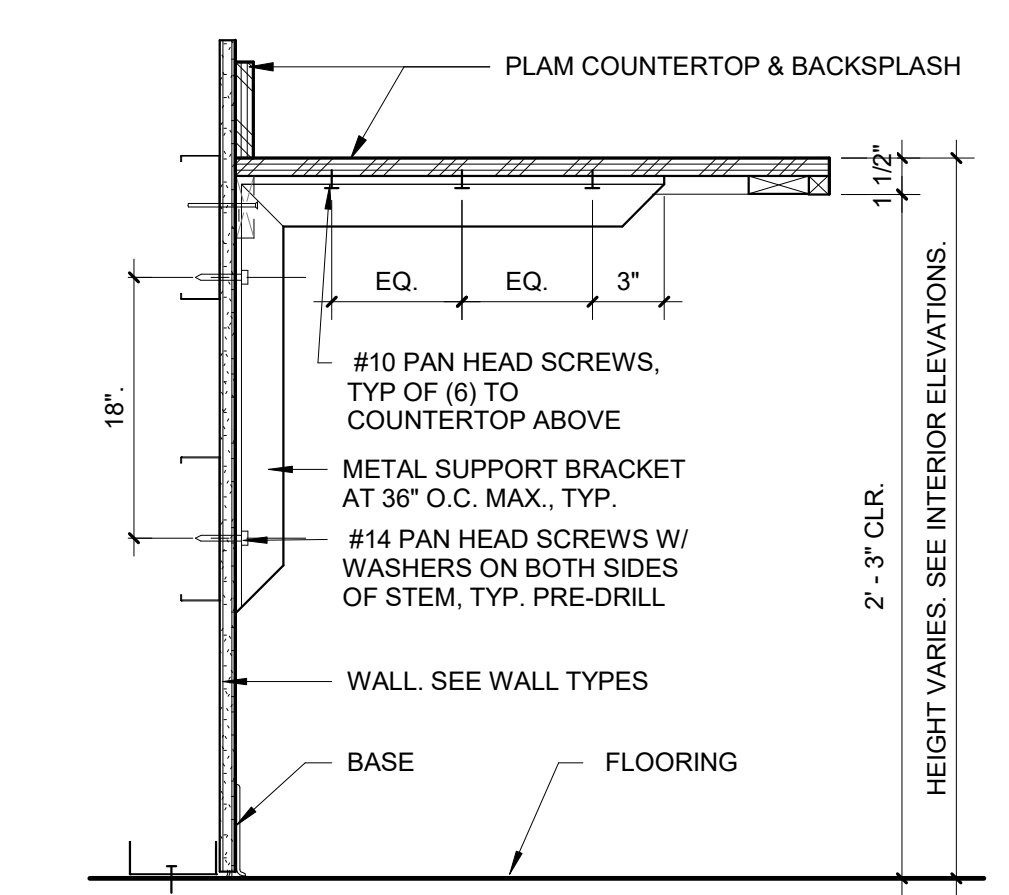 PLAM COUNTERTOP & BACKSPLASH
1 1/2"
EQ.
EQ.
3"
#10 PAN HEAD SCREWS,
TYP OF (6) TO
COUNTERTOP ABOVE
18".
METAL SUPPORT BRACKET
AT 36" O.C. MAX., TYP.
#14 PAN HEAD SCREWS W/
WASHERS ON BOTH SIDES
OF STEM, TYP. PRE-DRILL
2' - 3" CLR.
HEIGHT VARIES. SEE INTERIOR ELEVATIONS.
WALL. SEE WALL TYPES
BASE
FLOORING